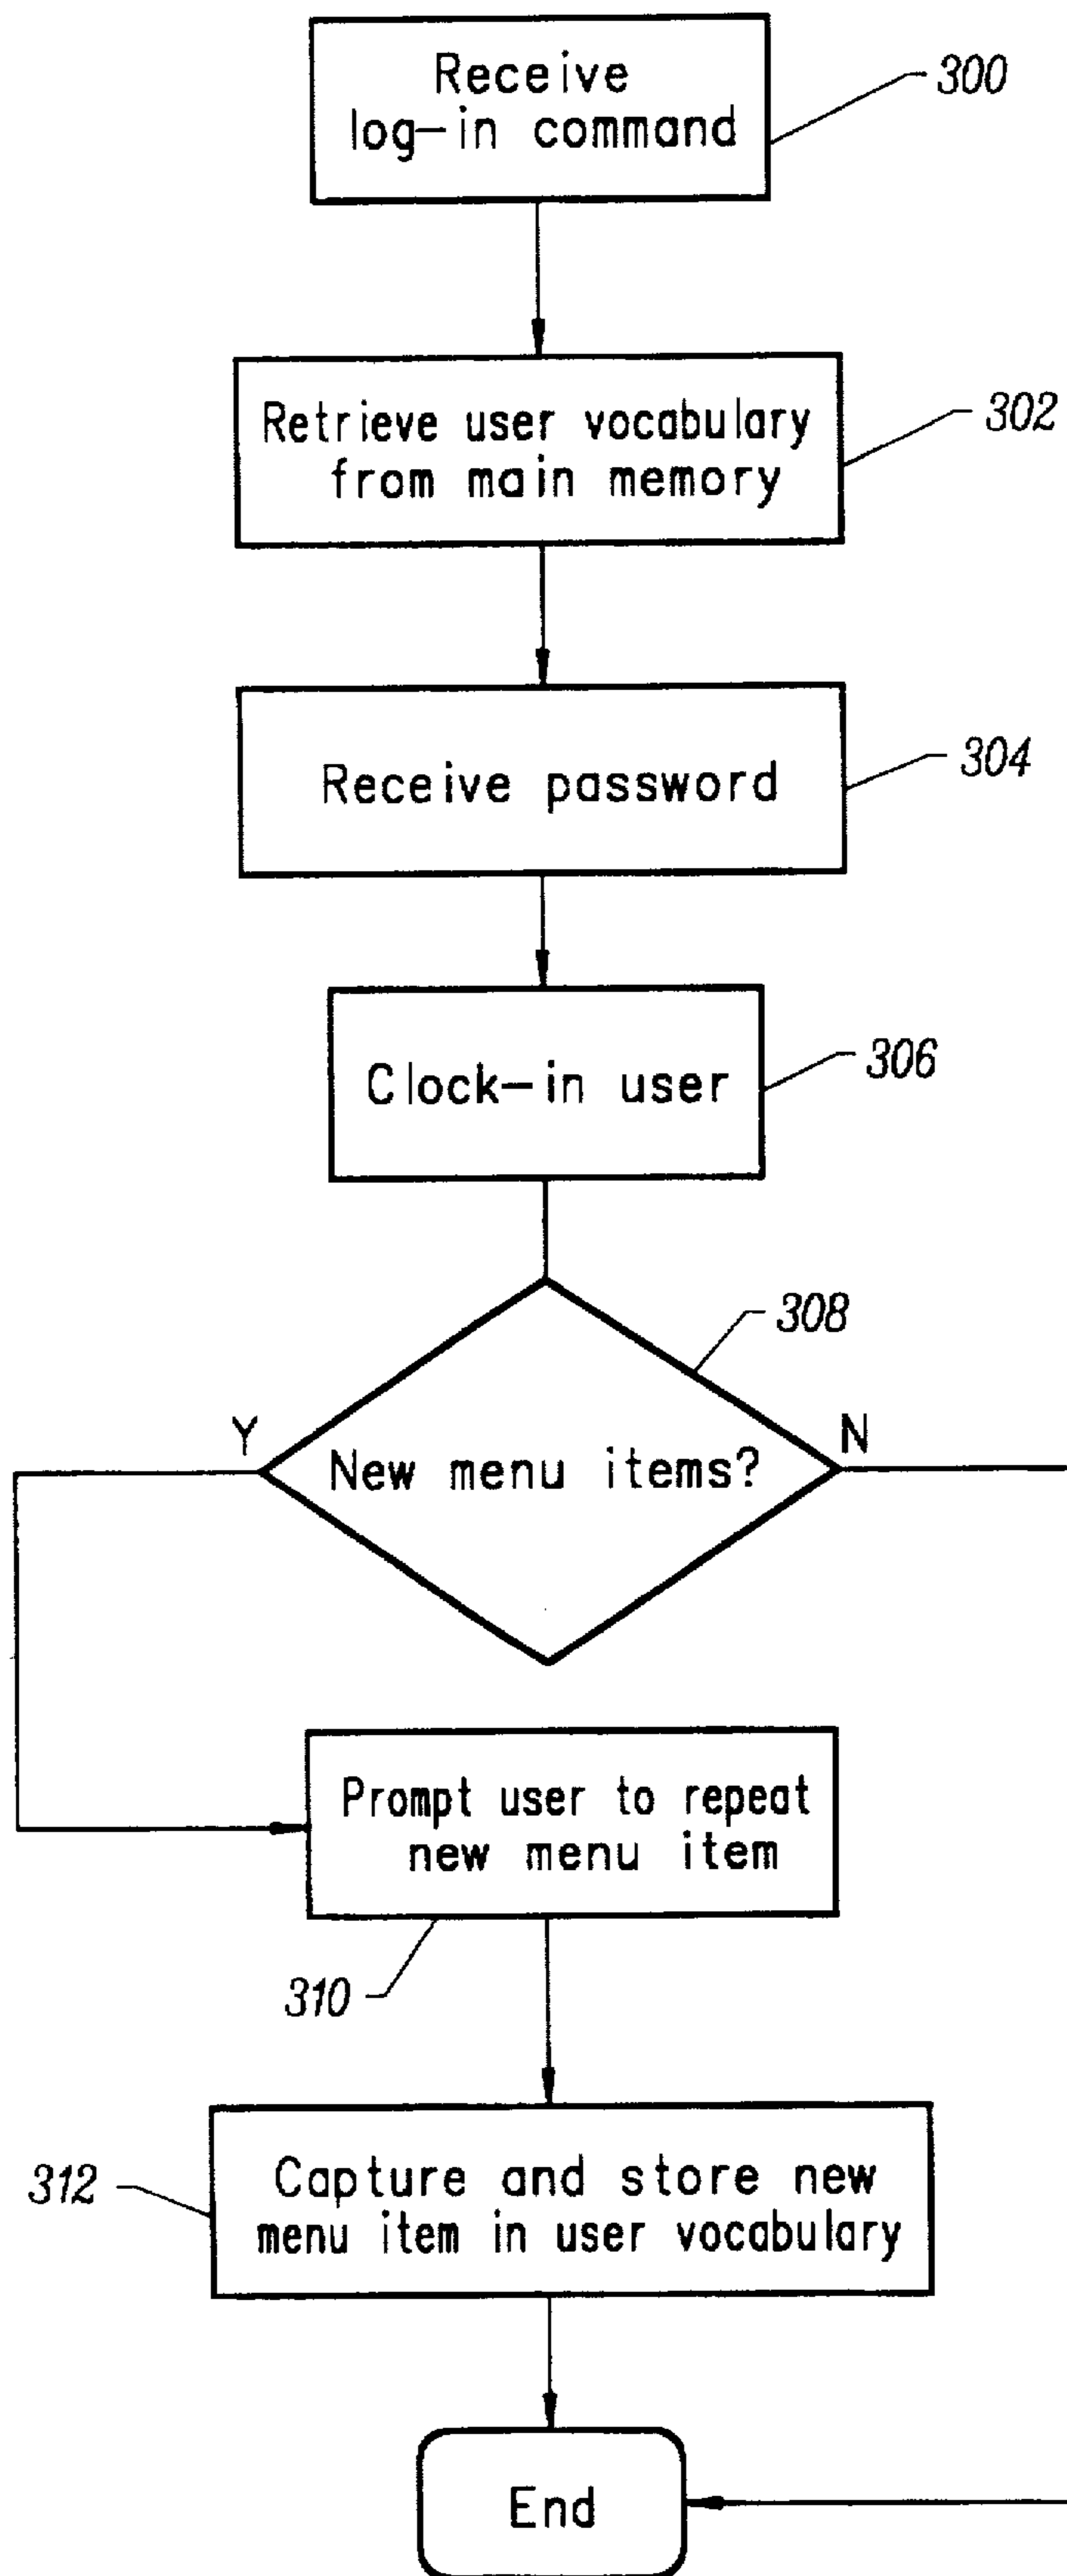 Receive
log-in command
300
Retrieve user vocabulary
from main memory
302
Receive password
304
Clock-in user
306
308
Y
N
New menu items?
Prompt user to repeat
new menu item
310
312
Capture and store new
menu item in user vocabulary
End